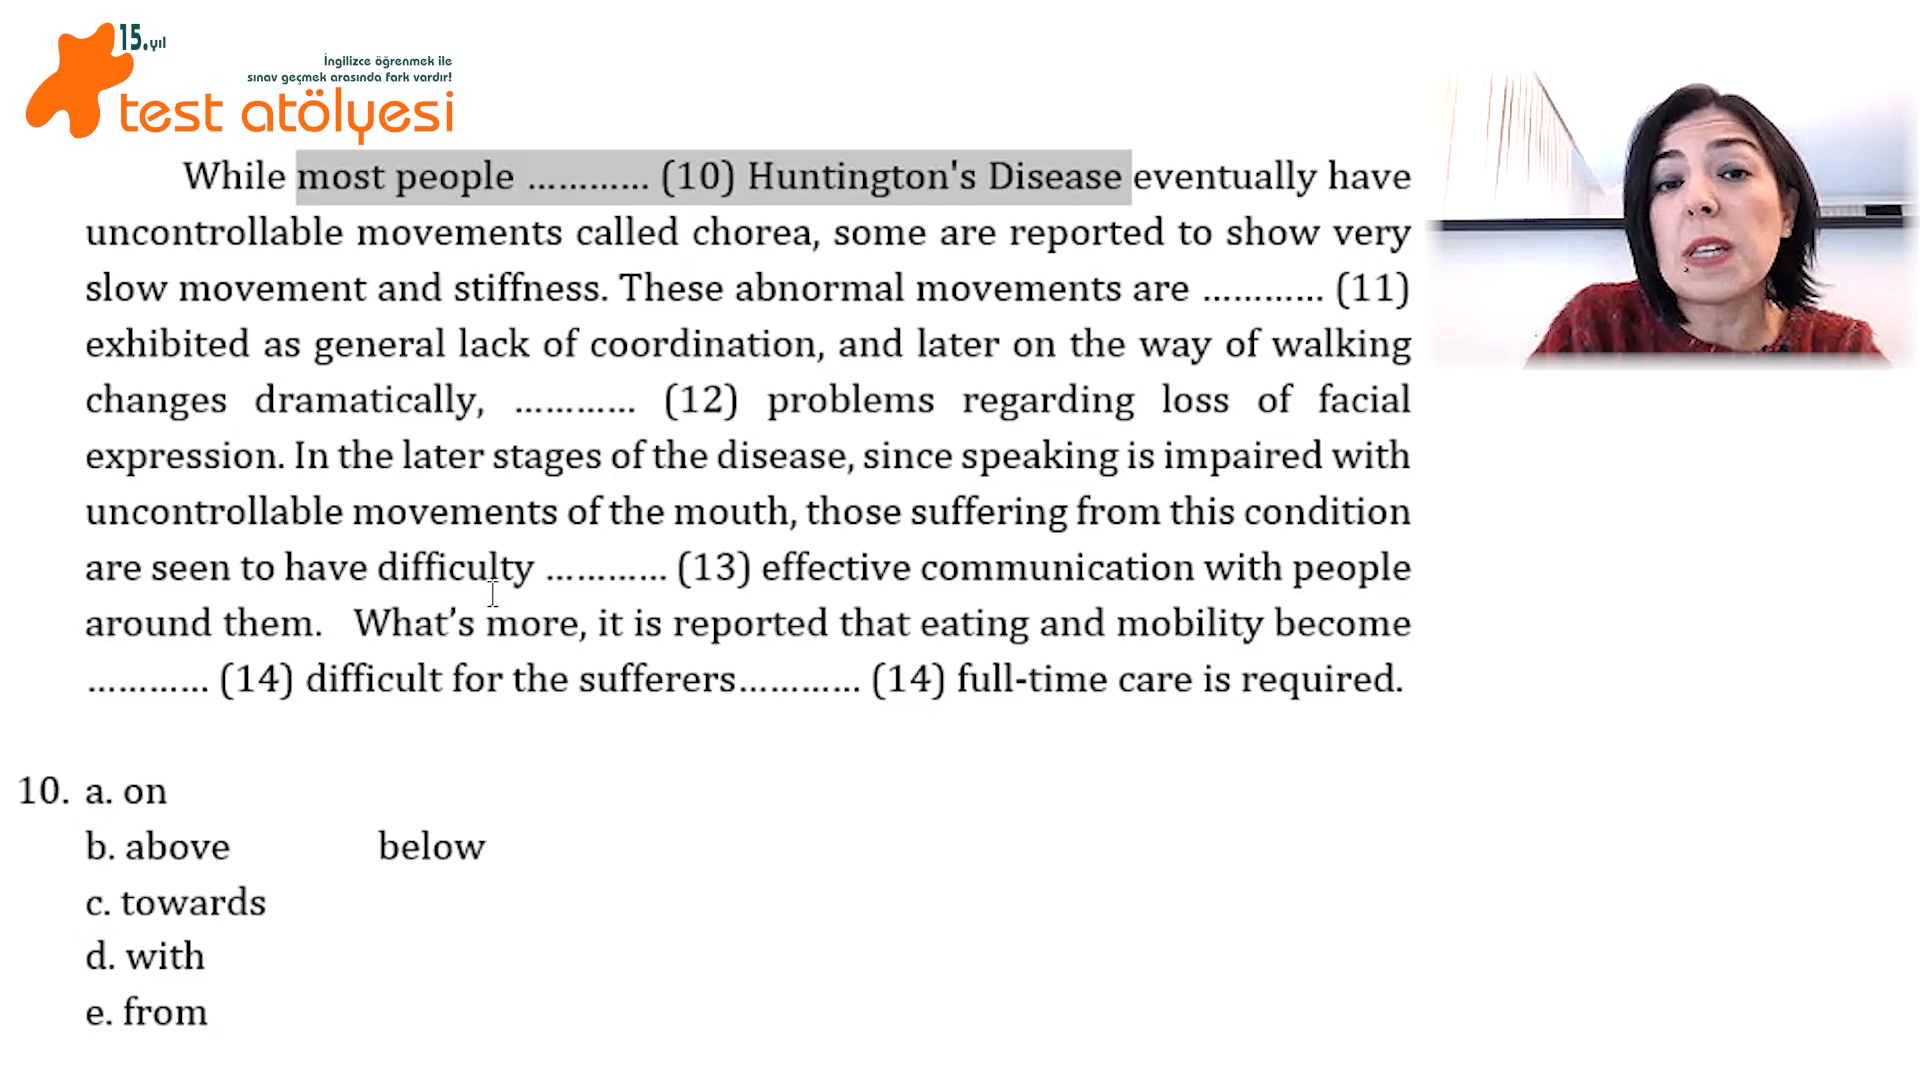 15.yıl
İngilizce öğrenmek ile
sınav geçmek arasında fark vardır!
test atölyesi
While most people ............ (10) Huntington's Disease eventually have
uncontrollable movements called chorea, some are reported to show very
slow movement and stiffness. These abnormal movements are ............ (11)
exhibited as general lack of coordination, and later on the way of walking
changes dramatically, ............ (12) problems regarding loss of facial
expression. In the later stages of the disease, since speaking is impaired with
uncontrollable movements of the mouth, those suffering from this condition
are seen to have difficulty ............ (13) effective communication with people
around them. What's more, it is reported that eating and mobility become
............ (14) difficult for the sufferers............ (14) full-time care is required.
10. a. on
b. above below
c. towards
d. with
e. from